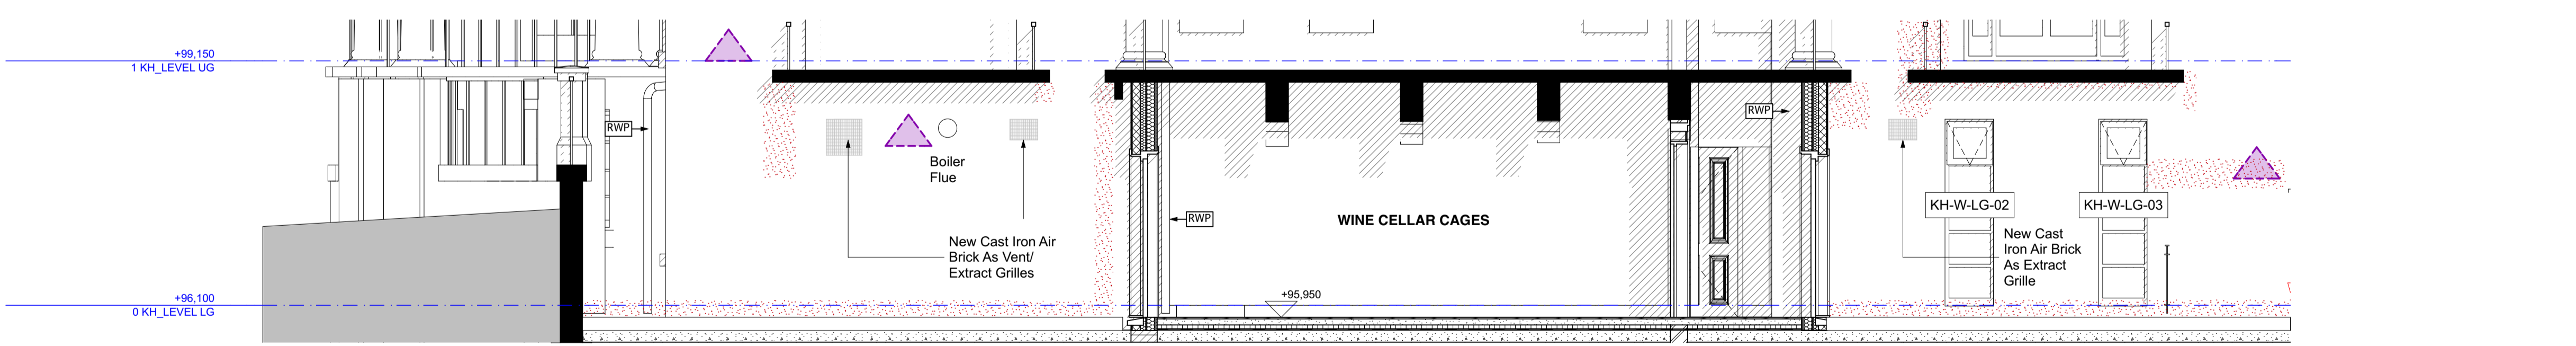 +99,150
1 KH_LEVEL UG
RWP
Boiler
Flue
New Cast Iron Air
Brick As Vent/
Extract Grilles
RWP
WINE CELLAR CAGES
+95,950
RWP
KH-W-LG-02
KH-W-LG-03
New Cast
Iron Air Brick
As Extract
Grille
+96,100
0 KH_LEVEL LG